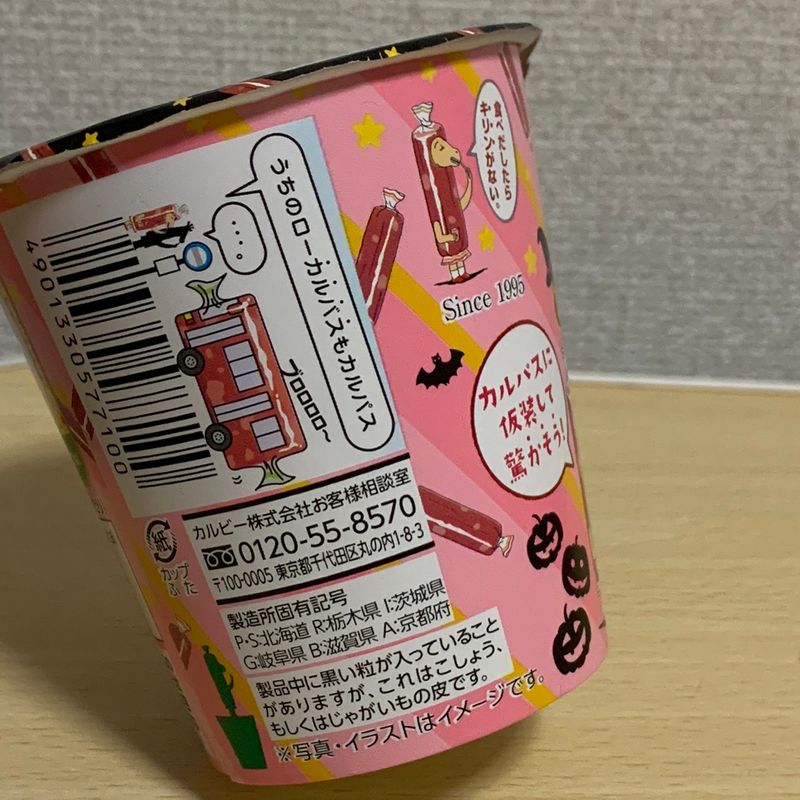 食べだしたら
キリンがない。
Since 1995
うちのローカルバスもカルパス
…
ブロロロロ〜
4901330577100
カルパスに
仮装して
驚かそう!
カルビー株式会社お客様相談室
0120-55-8570
〒100-0005 東京都千代田区丸の内1-8-3
紙
カップ
ふた
製造所固有記号
P・S:北海道 R:栃木県 I:茨城県
G:岐阜県 B:滋賀県 A:京都府
製品中に黒い粒が入っていること
がありますが、これはこしょう、
もしくはじゃがいもの皮です。
※写真・イラストはイメージです。